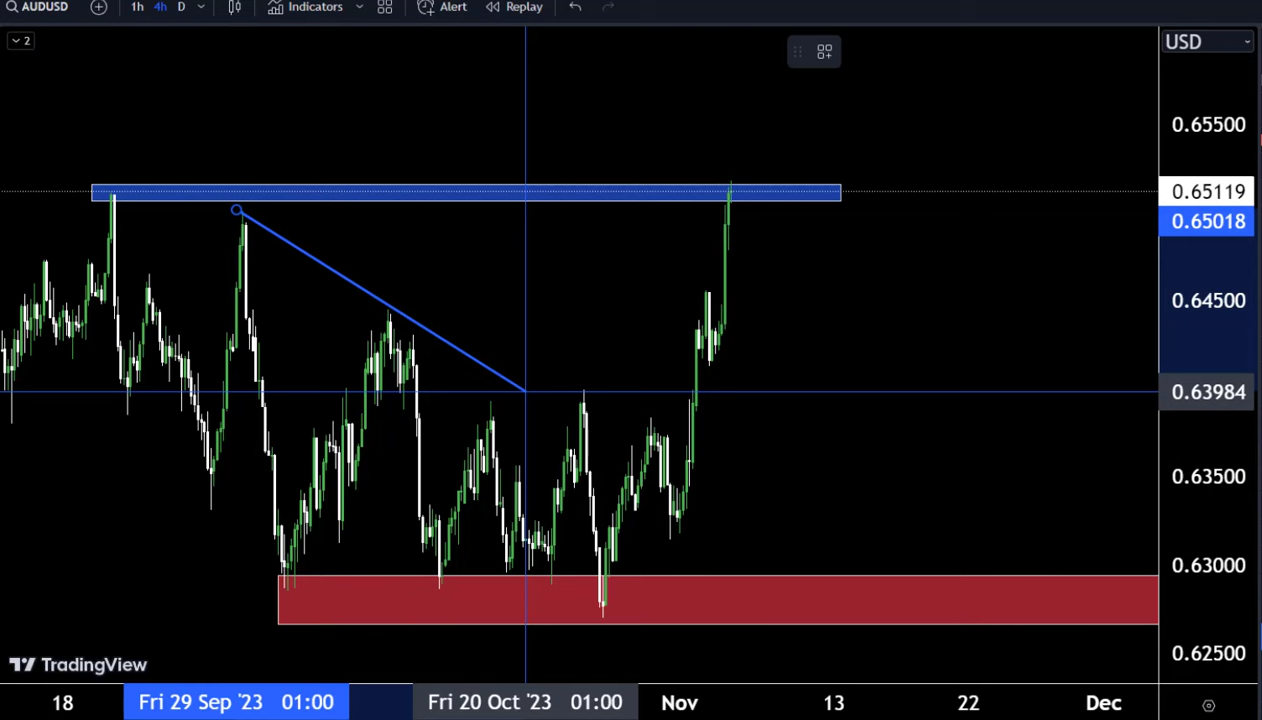 AUDUSD 1h 4h D Indicators Alert Replay
2
USD
0.65500
0.65119
0.65018
0.64500
0.63984
0.63500
0.63000
0.62500
TradingView
18 Fri 29 Sep '23 01:00 Fri 20 Oct '23 01:00 Nov 13 22 Dec